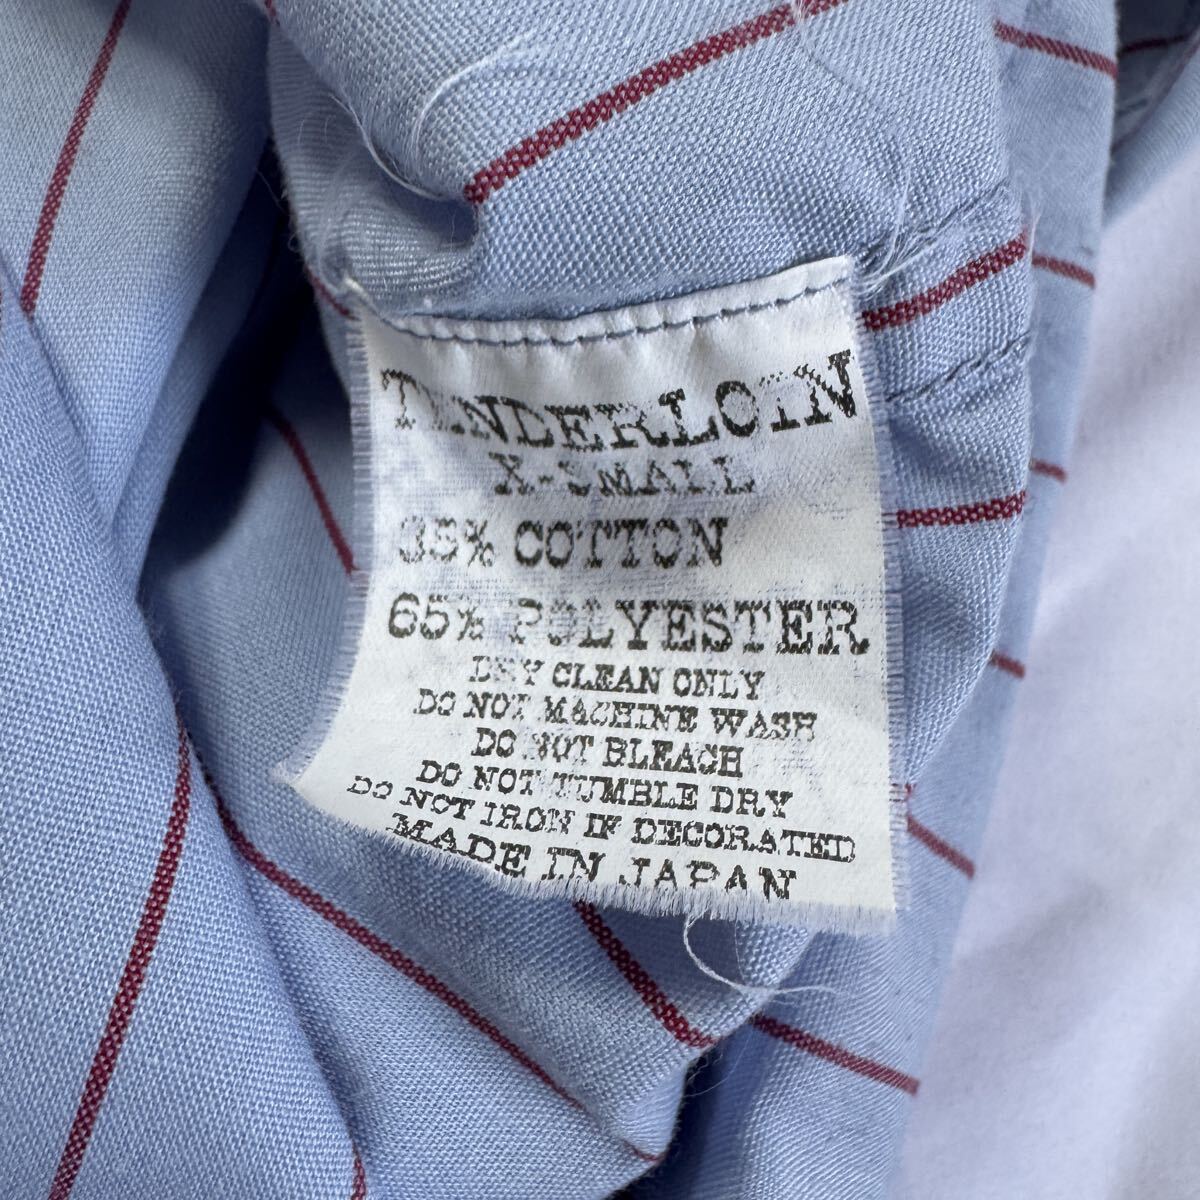 TENDERLOIN
X-SMALL
35% COTTON
65% POLYESTER
DRY CLEAN ONLY
DO NOT MACHINE WASH
DO NOT BLEACH
DO NOT TUMBLE DRY
DO NOT IRON IF DECORATED
MADE IN JAPAN